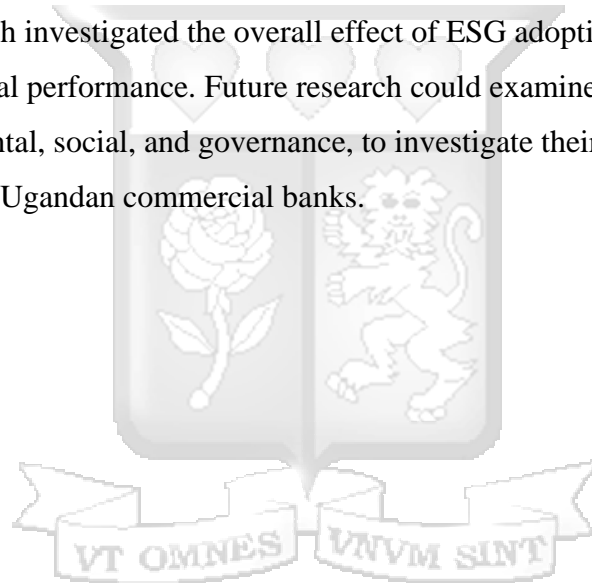 h investigated the overall effect of ESG adopti
al performance. Future research could examine
ntal, social, and governance, to investigate their
Ugandan commercial banks.
VT OMNES VNVM SINT